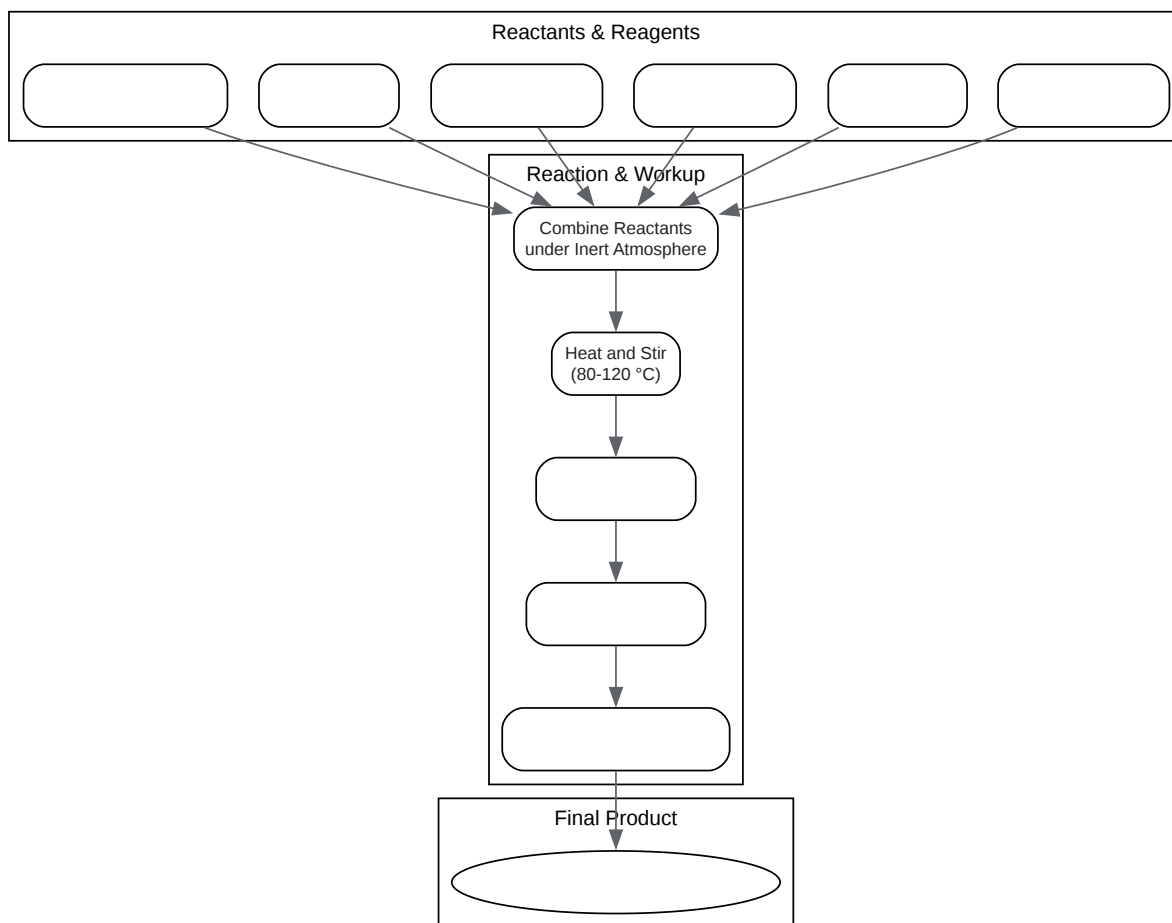 Reactants & Reagents
Reaction & Workup
Combine Reactants
under Inert Atmosphere
Heat and Stir
(80-120 °C)
Final Product